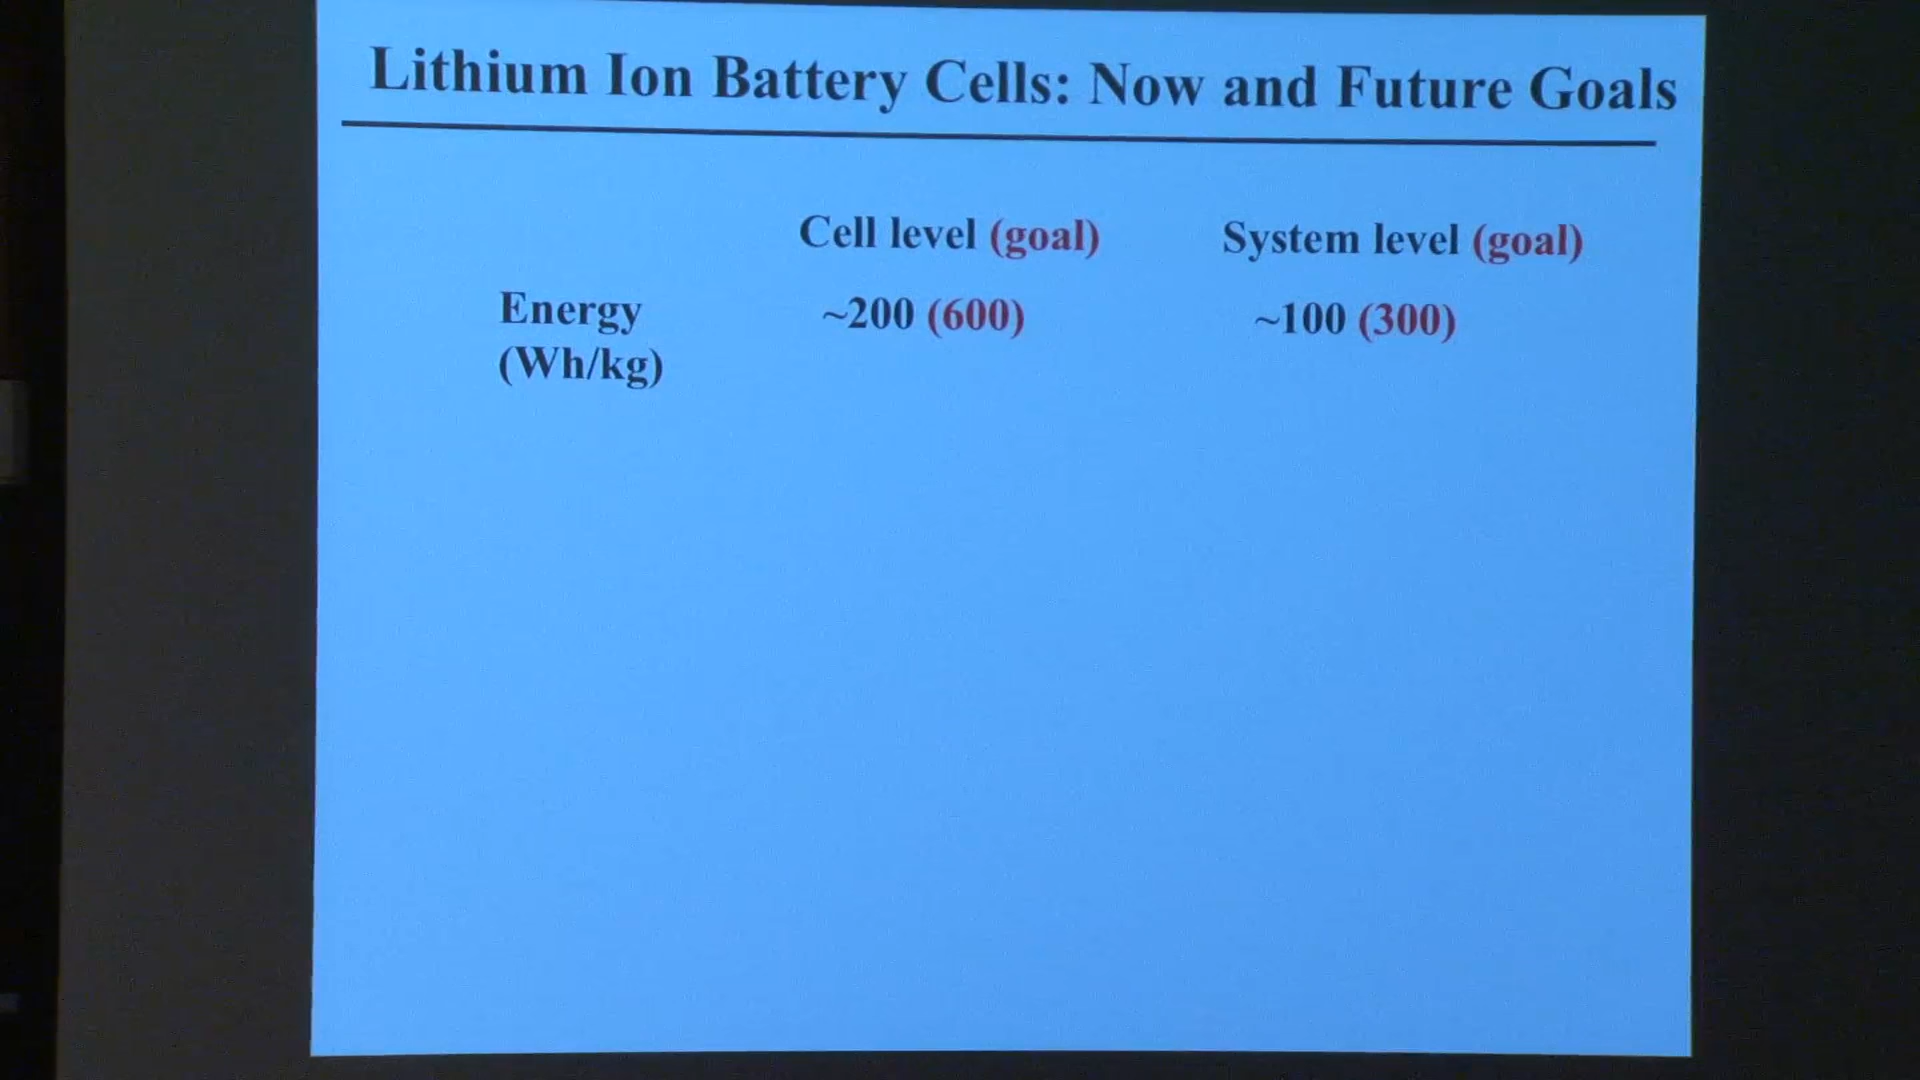 Lithium Ion Battery Cells: Now and Future Goals
Cell level (goal) System level (goal)
Energy ~200 (600) ~100 (300)
(Wh/kg)